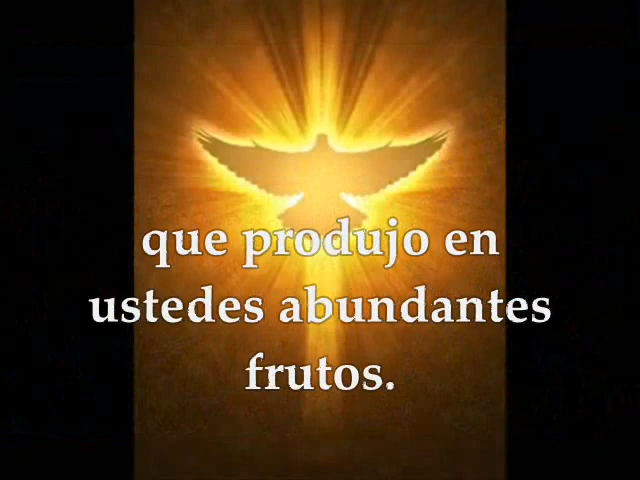 que produjo en
ustedes abundantes
frutos.